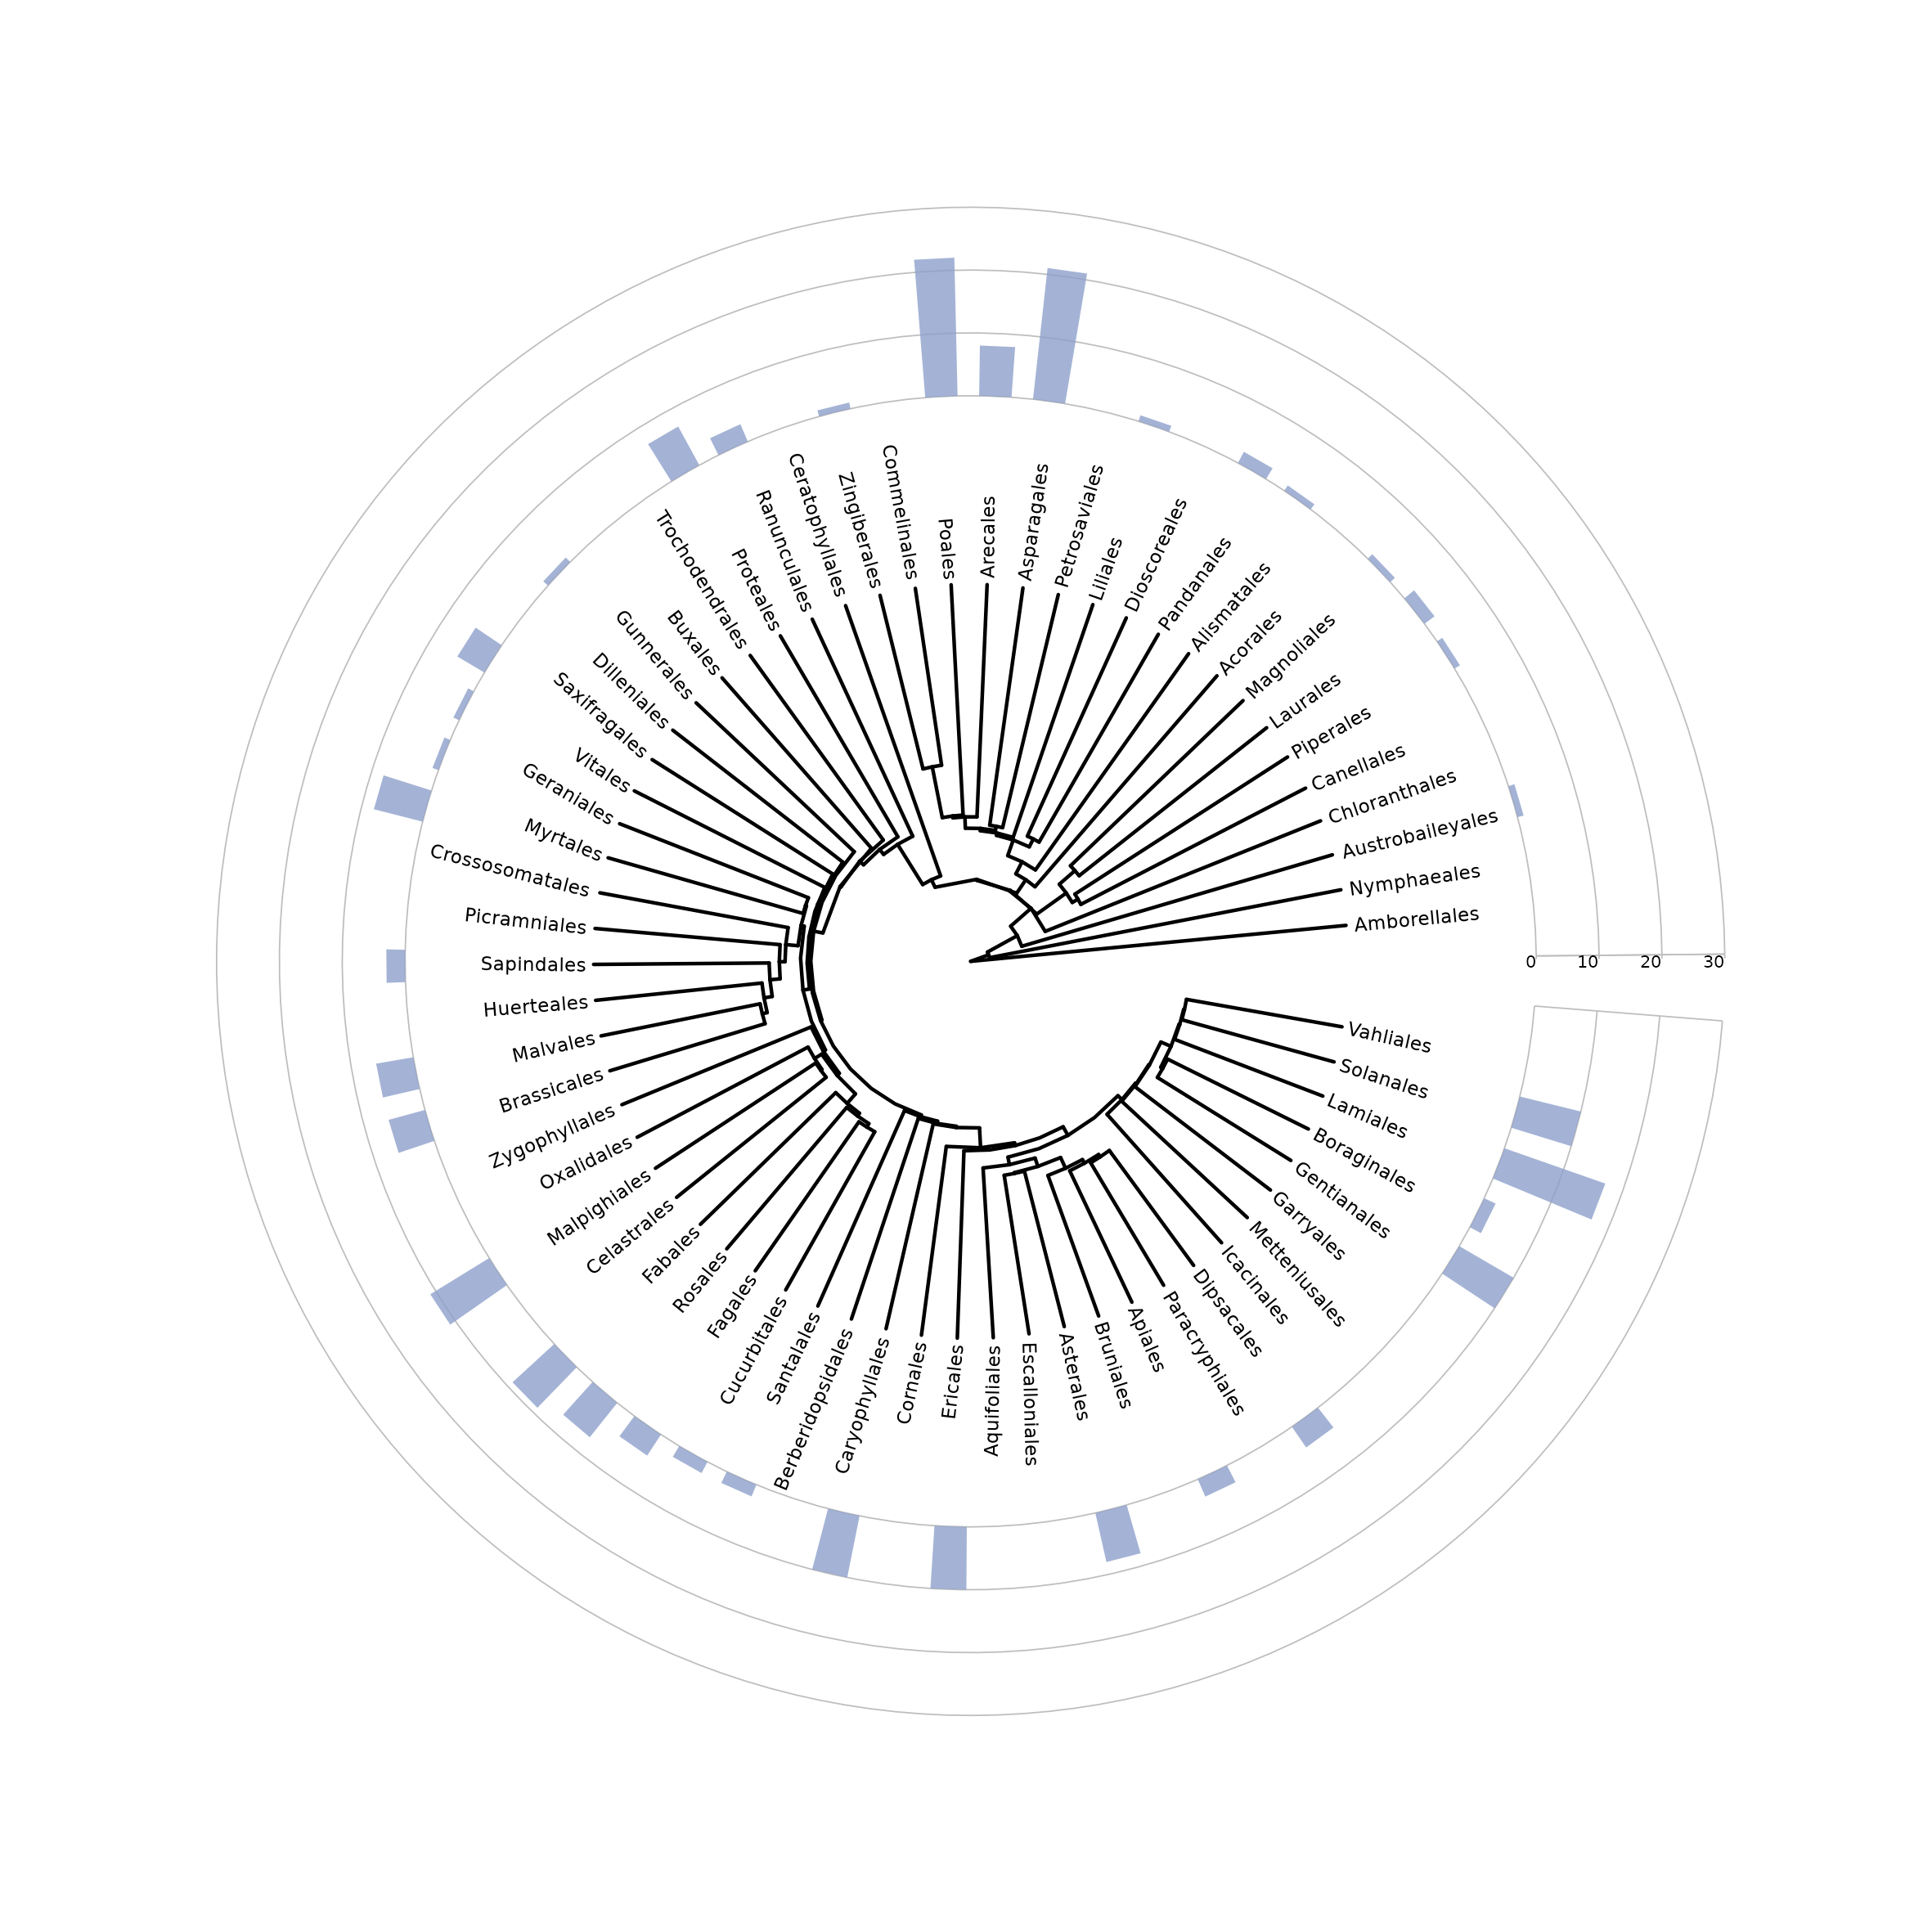 Commelinales
Zingiberales
Ceratophyllales
Ranunculales
Proteales
Trochodendrales
Buxales
Gunnerales
Dilleniales
Saxifragales
Vitales
Geraniales
Myrtales
Crossosomatales
Picramniales
Sapindales
Huerteales
Malvales
Brassicales
Zygophyllales
Oxalidales
Malpighiales
Celastrales
Fabales
Rosales
Fagales
Cucurbitales
Santalales
Berberidopsidales
Caryophyllales
Cornales
Ericales
Aquifoliales
Escalloniales
Asterales
Bruniales
Apiales
Paracryphiales
Dipsacales
Icacinales
Metteniusales
Garryales
Gentianales
Boraginales
Lamiales
Solanales
Vahliales
Amborellales
Nymphaeales
Austrobaileyales
Chloranthales
Canellales
Piperales
Laurales
Magnoliales
Acorales
Alismatales
Pandanales
Dioscoreales
Liliales
Petrosaviales
Asparagales
Arecales
Poales
0 10 20 30